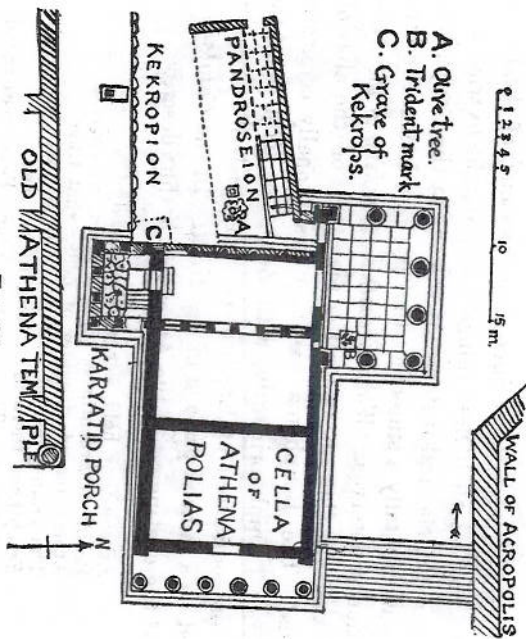 A. Olive tree.
B. Trident mark
C. Grave of
Kekrops.
0 1 2 3 4 5 10 15 m.
WALL OF ACROPOLIS
PANDROSEION
A
B
KEKROPION
C
CELLA
OF
ATHENA
POLIAS
KARYATID PORCH
N
OLD ATHENA TEMPLE